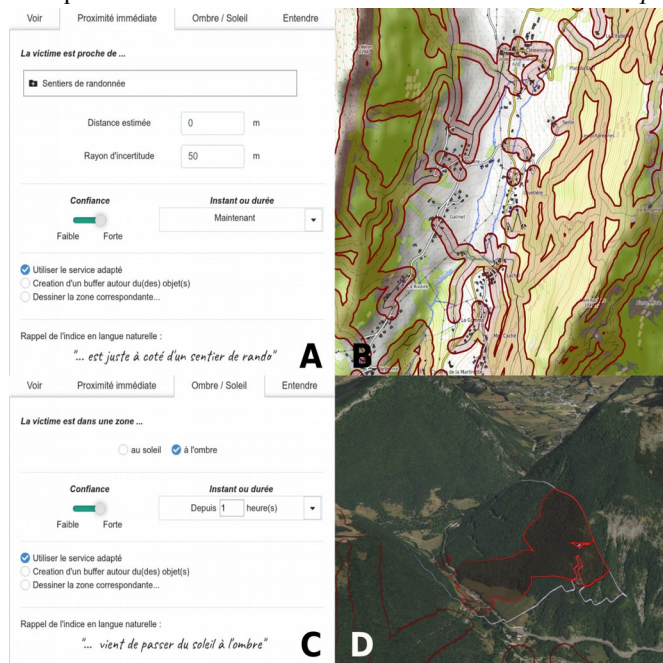 Voir Proximité immédiate Ombre / Soleil Entendre
La victime est proche de ...
Sentiers de randonnée
Distance estimée 0 m
Rayon d'incertitude 50 m
Confiance Instant ou durée
Maintenant
Faible Forte
Utiliser le service adapté
Creation d'un buffer autour du(des) objet(s)
Dessiner la zone correspondante...
Rappel de l'indice en langue naturelle :
"... est juste à coté d'un sentier de rando"
A
B
Voir Proximité immédiate Ombre / Soleil Entendre
La victime est dans une zone ...
au soleil à l'ombre
Confiance Instant ou durée
Depuis 1 heure(s)
Faible Forte
Utiliser le service adapté
Creation d'un buffer autour du(des) objet(s)
Dessiner la zone correspondante...
Rappel de l'indice en langue naturelle :
"... vient de passer du soleil à l'ombre"
C
D